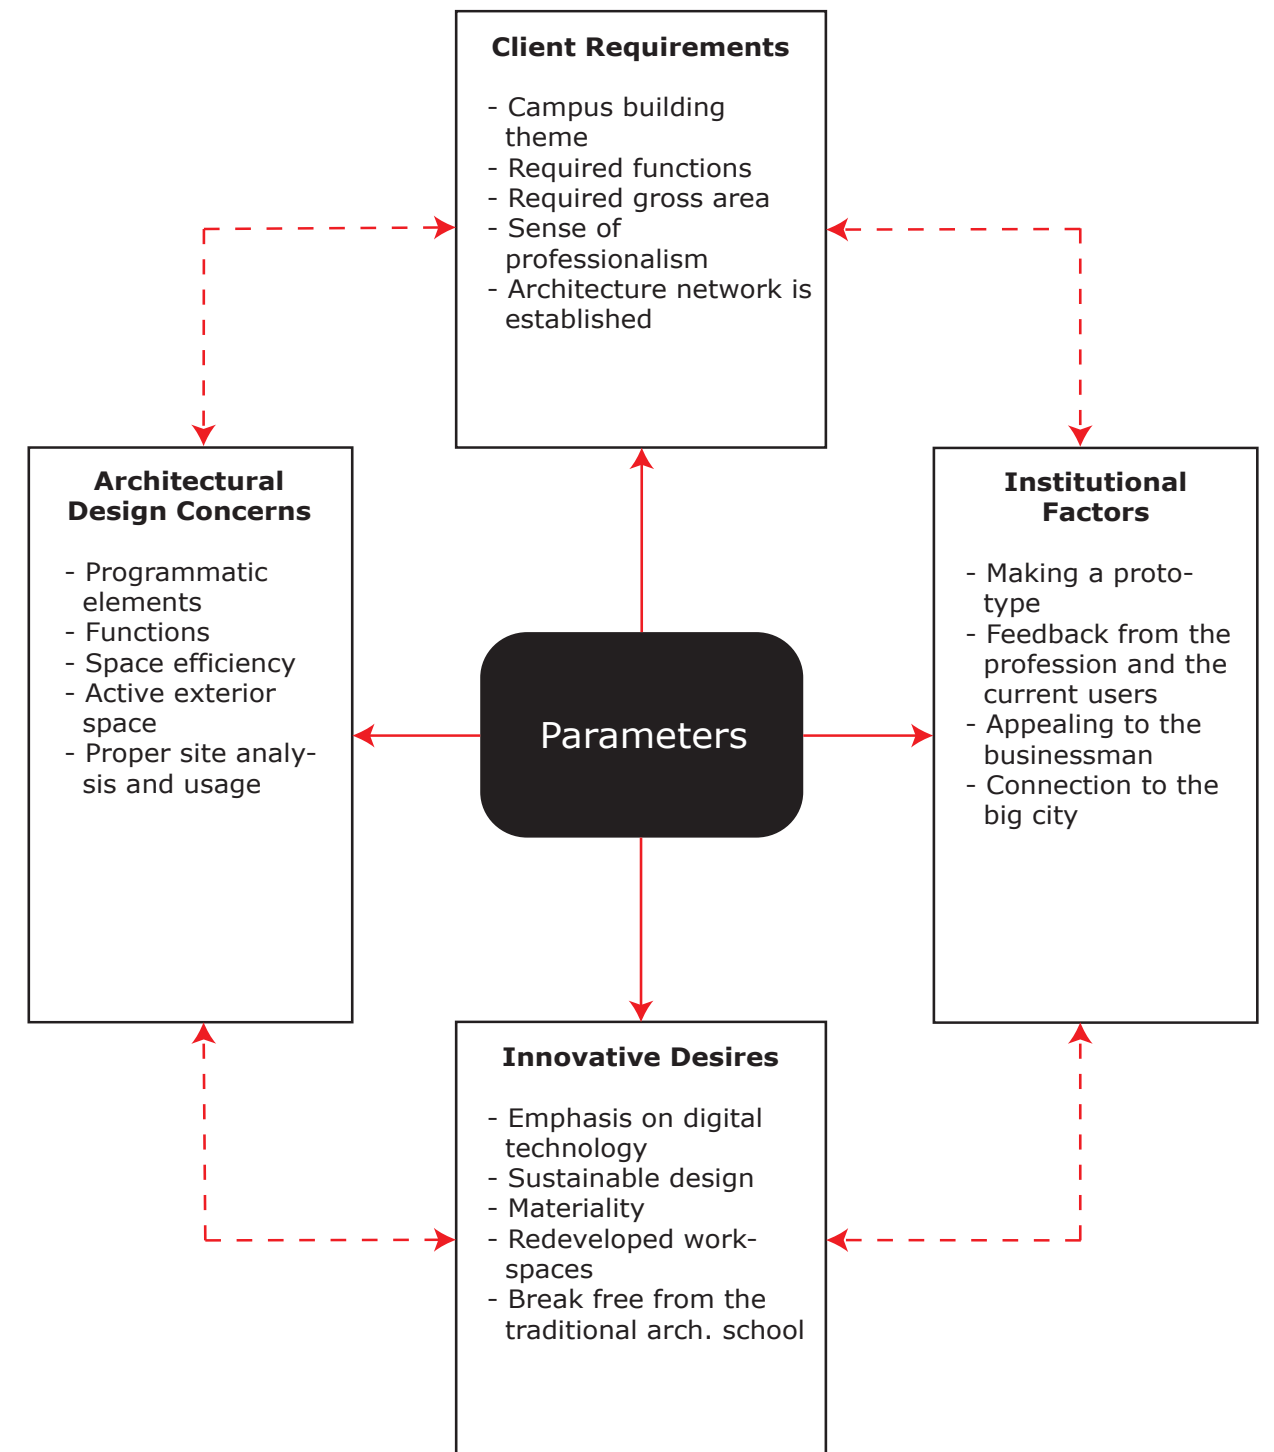 Client Requirements
- Campus building
theme
- Required functions
- Required gross area
- Sense of
professionalism
- Architecture network is
established
Architectural
Design Concerns
- Programmatic
elements
- Functions
- Space efficiency
- Active exterior
space
- Proper site analy-
sis and usage
Parameters
Institutional
Factors
- Making a proto-
type
- Feedback from the
profession and the
current users
- Appealing to the
businessman
- Connection to the
big city
Innovative Desires
- Emphasis on digital
technology
- Sustainable design
- Materiality
- Redeveloped work-
spaces
- Break free from the
traditional arch. school